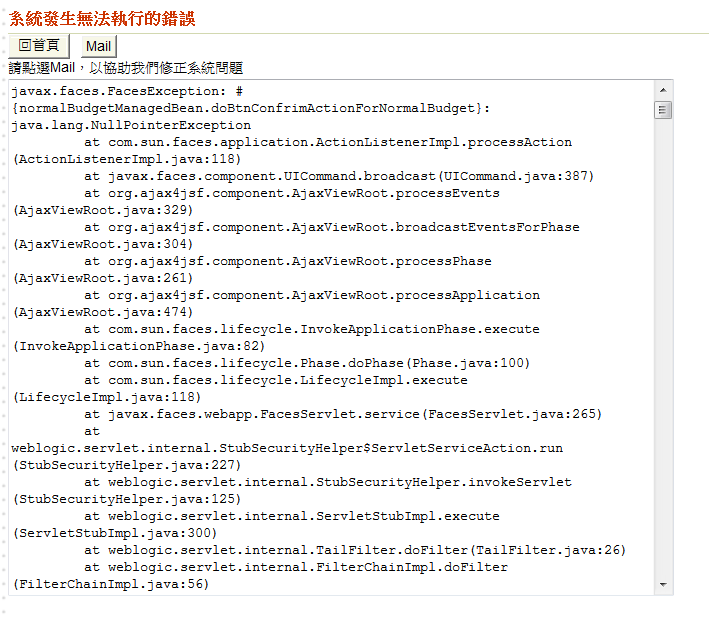 系統發生無法執行的錯誤
回首頁 Mail
請點選Mail，以協助我們修正系統問題
javax.faces.FacesException: #
{normalBudgetManagedBean.doBtnConfrimActionForNormalBudget}:
java.lang.NullPointerException
at com.sun.faces.application.ActionListenerImpl.processAction
(ActionListenerImpl.java:118)
at javax.faces.component.UICommand.broadcast(UICommand.java:387)
at org.ajax4jsf.component.AjaxViewRoot.processEvents
(AjaxViewRoot.java:329)
at org.ajax4jsf.component.AjaxViewRoot.broadcastEventsForPhase
(AjaxViewRoot.java:304)
at org.ajax4jsf.component.AjaxViewRoot.processPhase
(AjaxViewRoot.java:261)
at org.ajax4jsf.component.AjaxViewRoot.processApplication
(AjaxViewRoot.java:474)
at com.sun.faces.lifecycle.InvokeApplicationPhase.execute
(InvokeApplicationPhase.java:82)
at com.sun.faces.lifecycle.Phase.doPhase(Phase.java:100)
at com.sun.faces.lifecycle.LifecycleImpl.execute
(LifecycleImpl.java:118)
at javax.faces.webapp.FacesServlet.service(FacesServlet.java:265)
at
weblogic.servlet.internal.StubSecurityHelper$ServletServiceAction.run
(StubSecurityHelper.java:227)
at weblogic.servlet.internal.StubSecurityHelper.invokeServlet
(StubSecurityHelper.java:125)
at weblogic.servlet.internal.ServletStubImpl.execute
(ServletStubImpl.java:300)
at weblogic.servlet.internal.TailFilter.doFilter(TailFilter.java:26)
at weblogic.servlet.internal.FilterChainImpl.doFilter
(FilterChainImpl.java:56)